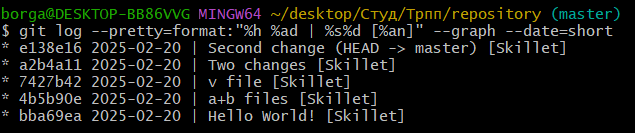 borga@DESKTOP-BB86VVG MINGW64 ~/desktop/Студ/Трпп/repository (master)
$ git log --pretty=format:"%h %ad | %s%d [%an]" --graph --date=short
* e138e16 2025-02-20 | Second change (HEAD -> master) [Skillet]
* a2b4a11 2025-02-20 | Two changes [Skillet]
* 7427b42 2025-02-20 | v file [Skillet]
* 4b5b90e 2025-02-20 | a+b files [Skillet]
* bba69ea 2025-02-20 | Hello World! [Skillet]